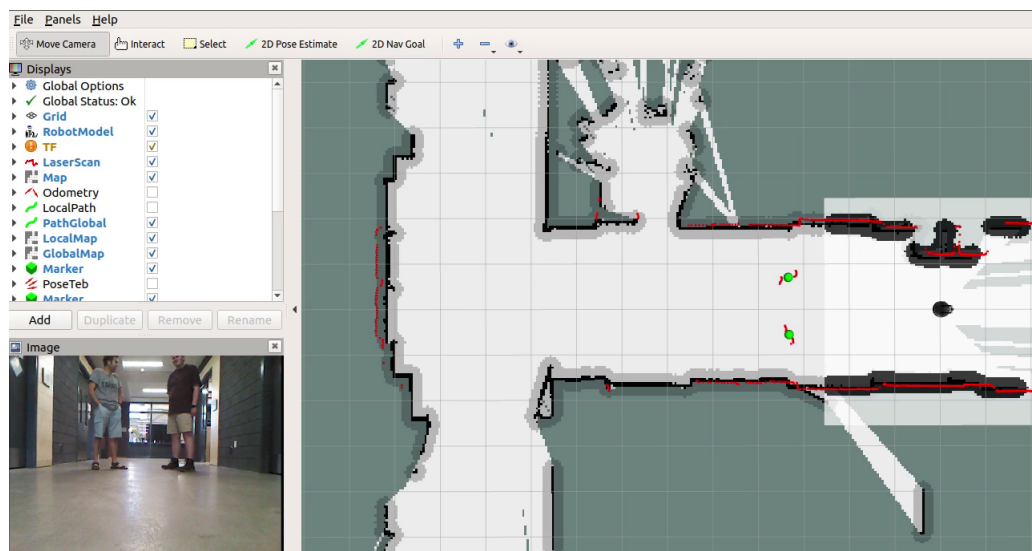 File Panels Help
Move Camera Interact Select 2D Pose Estimate 2D Nav Goal
Displays
Global Options
Global Status: Ok
Grid
RobotModel
TF
LaserScan
Map
Odometry
LocalPath
PathGlobal
LocalMap
GlobalMap
Marker
PoseTeb
Marker
Add Duplicate Remove Rename
Image